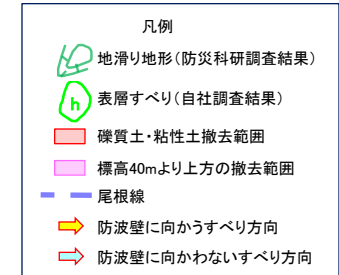 凡例
地滑り地形(防災科研調査結果)
h 表層すべり(自社調査結果)
礫質土・粘性土撤去範囲
標高40mより上方の撤去範囲
尾根線
防波壁に向かうすべり方向
防波壁に向かわないすべり方向